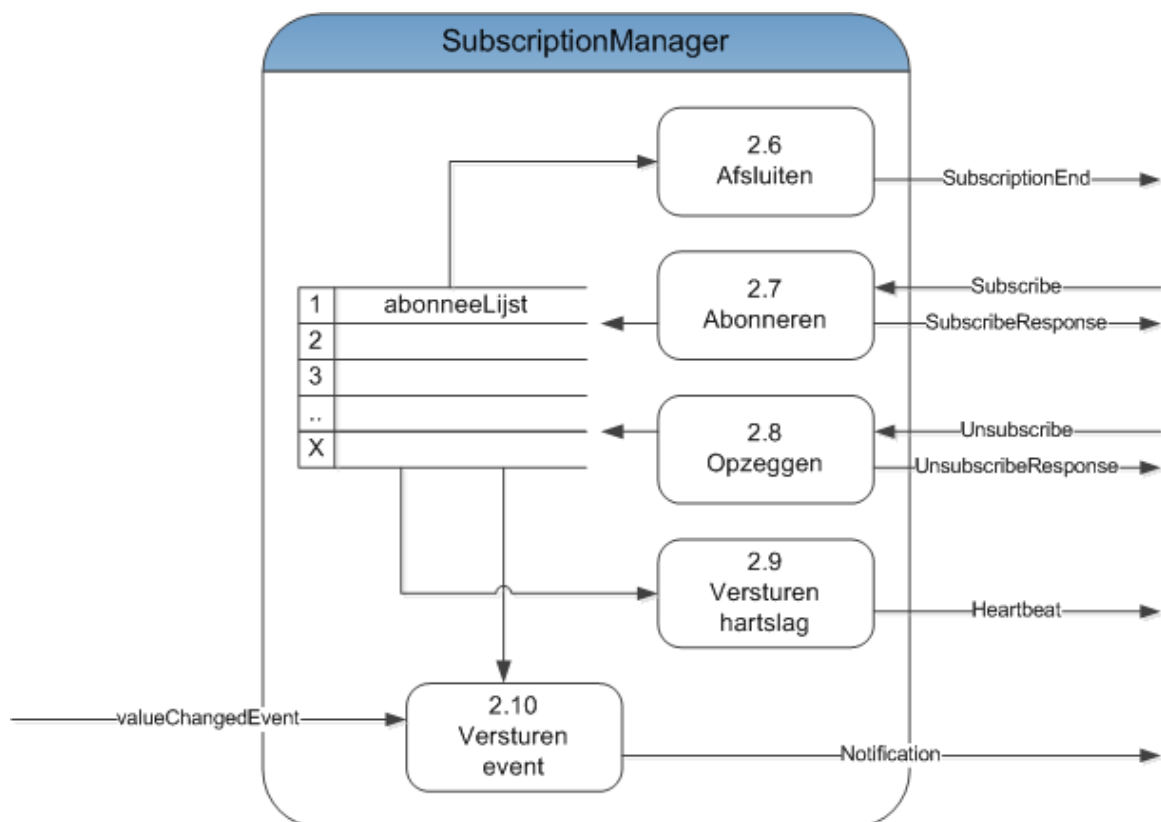 SubscriptionManager
2.6
Afsluiten
SubscriptionEnd
1 abonneeLijst
2
3
..
X
2.7
Abonneren
Subscribe
SubscribeResponse
2.8
Opzeggen
Unsubscribe
UnsubscribeResponse
2.9
Versturen
hartslag
Heartbeat
valueChangedEvent
2.10
Versturen
event
Notification